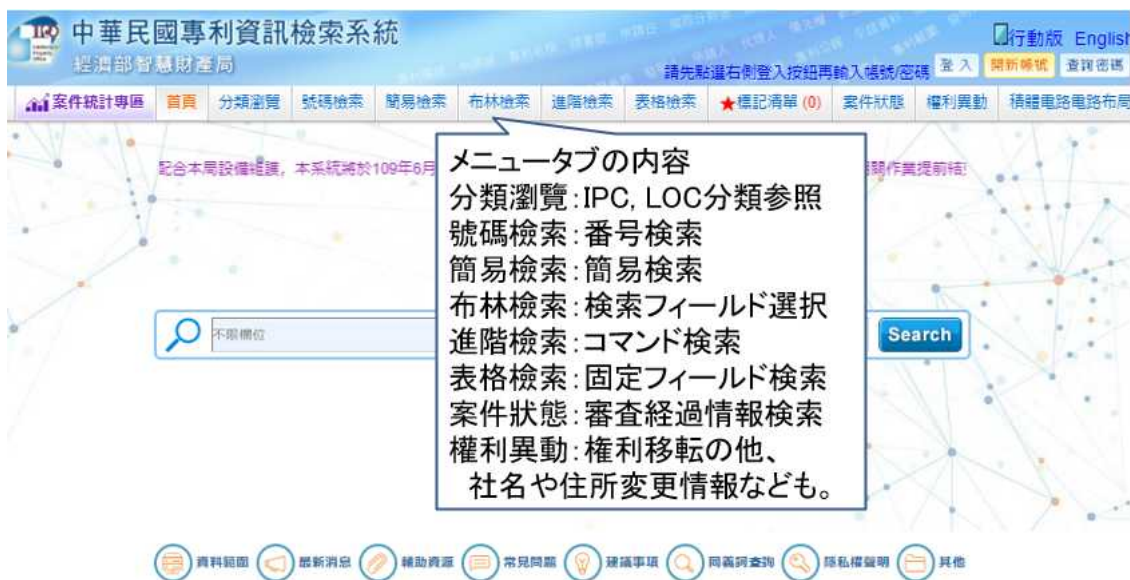 中華民國專利資訊檢索系統
經濟部智慧財產局
行動版 English
請先點選右側登入按鈕再輸入帳號/密碼 登入 開新帳號 查詢密碼
案件統計專區 首頁 分類瀏覽 號碼檢索 簡易檢索 布林檢索 進階檢索 表格檢索 ★標記清單 (0) 案件狀態 權利異動 積體電路電路布局
配合本局設備維護，本系統將於109年6月
關作業提前結!
メニュータブの内容
分類瀏覽：IPC, LOC分類参照
號碼檢索：番号検索
簡易檢索：簡易検索
布林檢索：検索フィールド選択
進階檢索：コマンド検索
表格檢索：固定フィールド検索
案件狀態：審査経過情報検索
權利異動：権利移転の他、
社名や住所変更情報なども。
不限欄位
Search
資料範圍 最新消息 輔助資源 常見問題 建議事項 同義詞查詢 隱私權聲明 其他